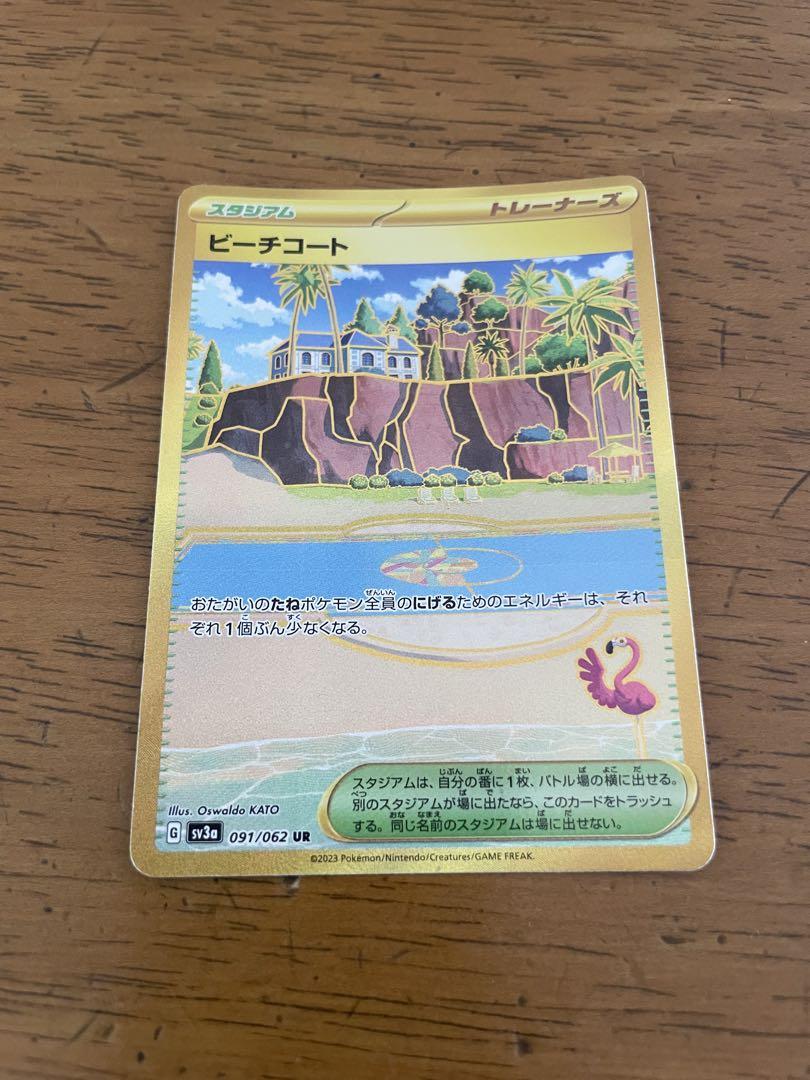 スタジアム
トレーナーズ
ビーチコート
おたがいのたねポケモン全員のにげるためのエネルギーは、それ
ぞれ1個ぶん少なくなる。
スタジアムは、自分の番に1枚、バトル場の横に出せる。
別のスタジアムが場に出たなら、このカードをトラッシュ
する。同じ名前のスタジアムは場に出せない。
Illus. Oswaldo KATO
G sv3a 091/062 UR
©2023 Pokémon/Nintendo/Creatures/GAME FREAK.